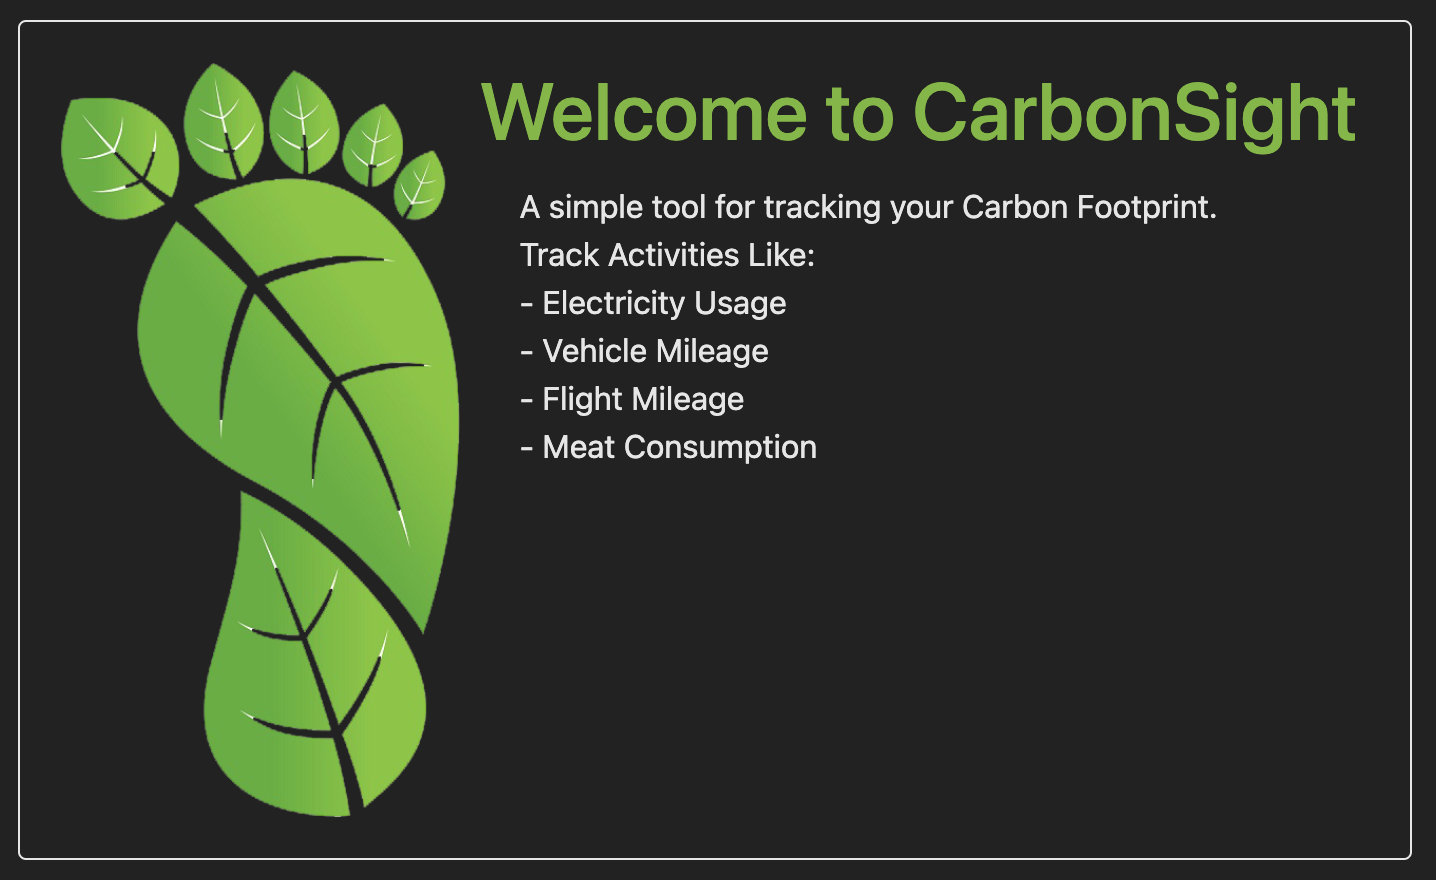 Welcome to CarbonSight
A simple tool for tracking your Carbon Footprint.
Track Activities Like:
- Electricity Usage
- Vehicle Mileage
- Flight Mileage
- Meat Consumption